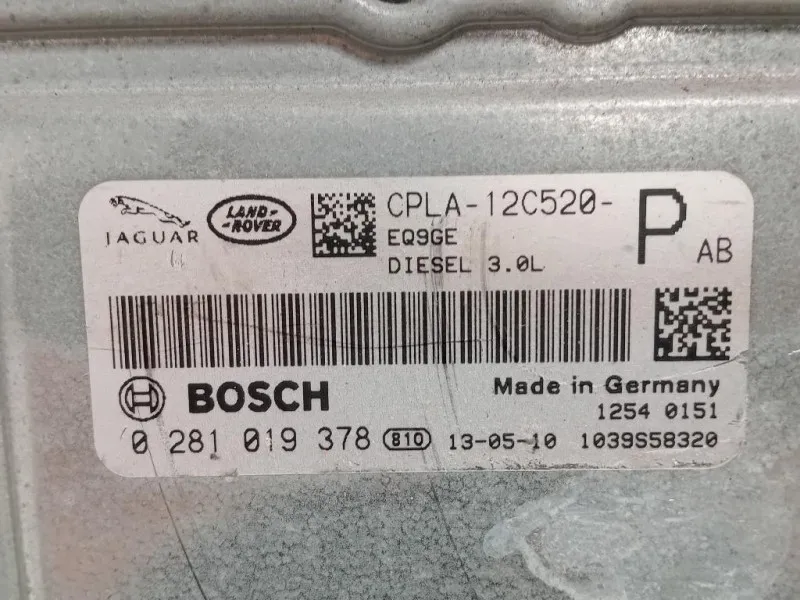 JAGUAR
LAND-
-ROVER
CPLA-12C520-
P AB
EQ9GE
DIESEL 3.0L
BOSCH
Made in Germany
1254 0151
0 281 019 378 810 13-05-10 1039S58320